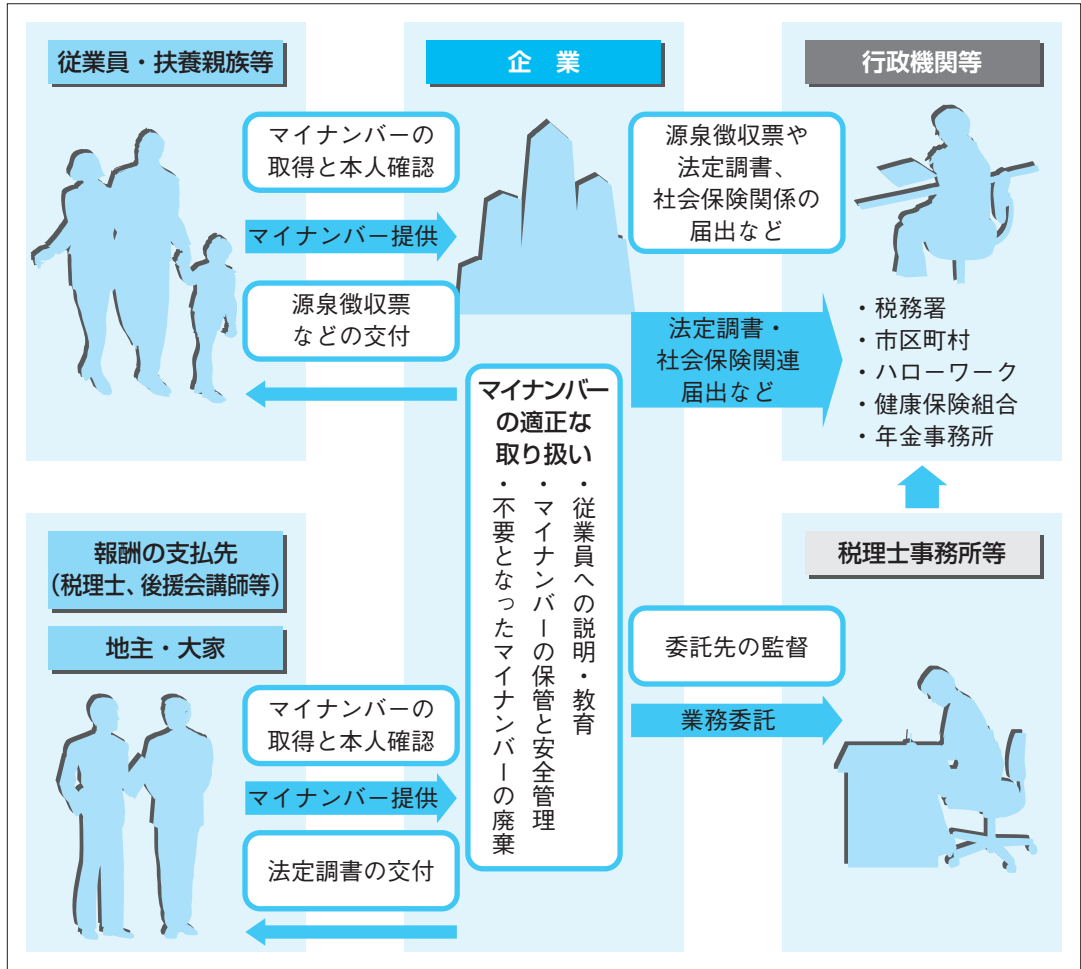 従業員・扶養親族等
企　業
行政機関等
マイナンバーの
取得と本人確認
マイナンバー提供
源泉徴収票
などの交付
源泉徴収票や
法定調書、
社会保険関係の
届出など
法定調書・
社会保険関連
届出など
・税務署
・市区町村
・ハローワーク
・健康保険組合
・年金事務所
マイナンバー
の適正な
取り扱い
・従業員への説明・教育
・マイナンバーの保管と安全管理
・不要となったマイナンバーの廃棄
報酬の支払先
(税理士、後援会講師等)
地主・大家
マイナンバーの
取得と本人確認
マイナンバー提供
法定調書の交付
税理士事務所等
委託先の監督
業務委託